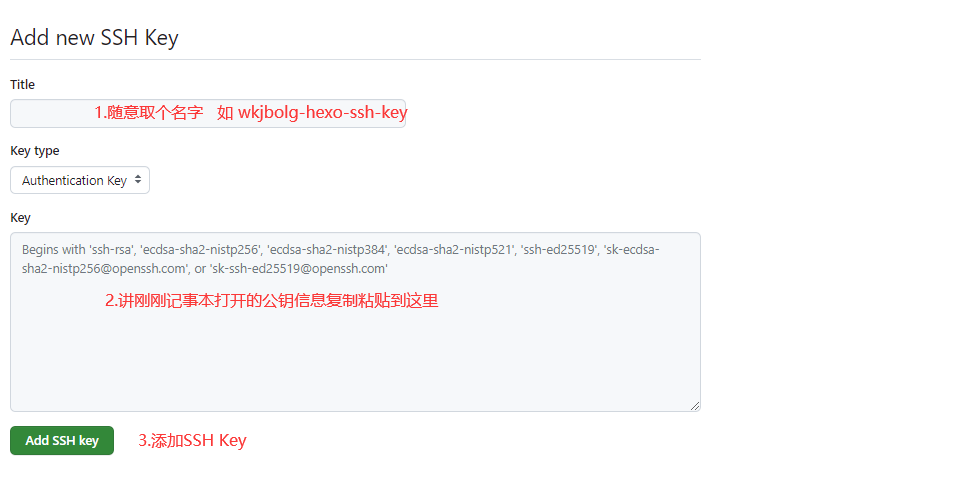 Add new SSH Key
Title
1.随意取个名字 如 wkjbolg-hexo-ssh-key
Key type
Authentication Key
Key
Begins with 'ssh-rsa', 'ecdsa-sha2-nistp256', 'ecdsa-sha2-nistp384', 'ecdsa-sha2-nistp521', 'ssh-ed25519', 'sk-ecdsa-
sha2-nistp256@openssh.com', or 'sk-ssh-ed25519@openssh.com'
2.讲刚刚记事本打开的公钥信息复制粘贴到这里
Add SSH key
3.添加SSH Key